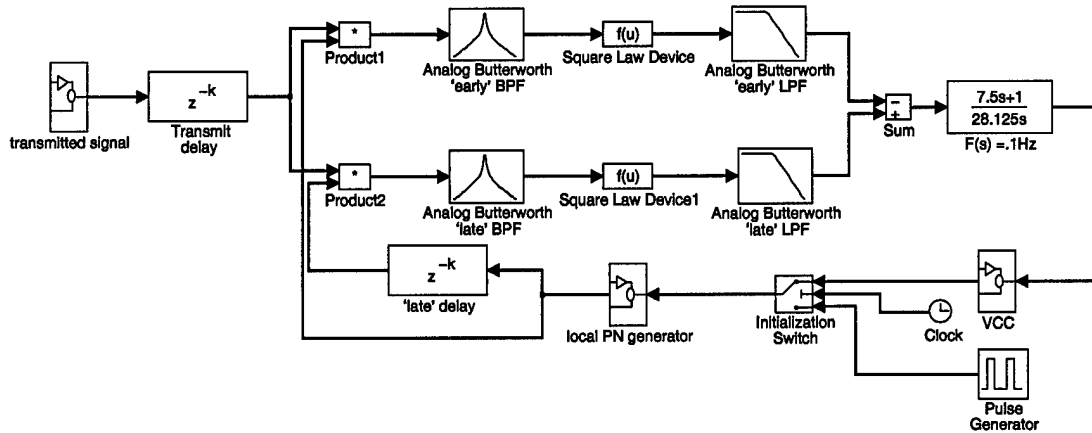 *
Product1
Analog Butterworth
'early' BPF
f(u)
Square Law Device
Analog Butterworth
'early' LPF
transmitted signal
z^-k
Transmit
delay
−
+
Sum
7.5s+1
28.125s
F(s) =.1Hz
*
Product2
Analog Butterworth
'late' BPF
f(u)
Square Law Device1
Analog Butterworth
'late' LPF
z^-k
'late' delay
local PN generator
Initialization
Switch
Clock
VCC
Pulse
Generator